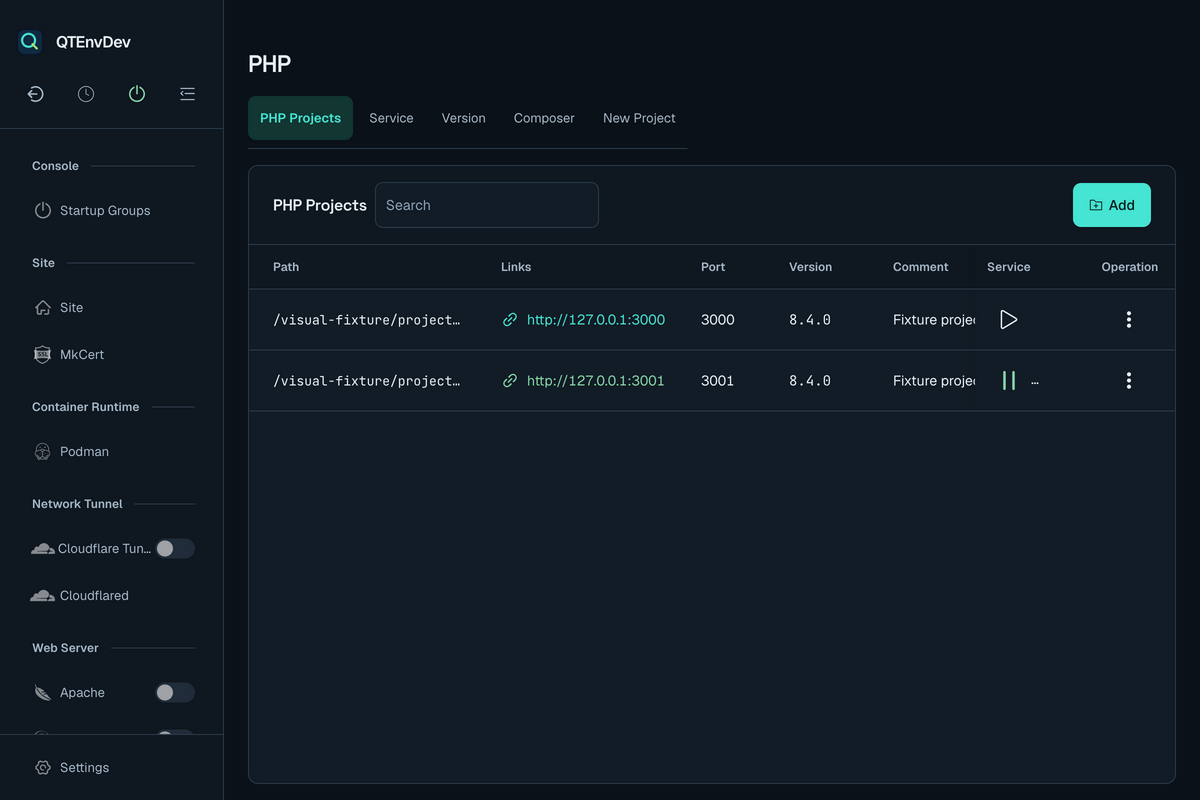 QTEnvDev
Console
Startup Groups
Site
Site
SSL
MkCert
Container Runtime
Podman
Network Tunnel
Cloudflare Tun...
Cloudflared
Web Server
Apache
Settings
PHP
PHP Projects Service Version Composer New Project
PHP Projects Search Add
Path Links Port Version Comment Service Operation
/visual-fixture/project… http://127.0.0.1:3000 3000 8.4.0 Fixture projec
/visual-fixture/project… http://127.0.0.1:3001 3001 8.4.0 Fixture projec ...